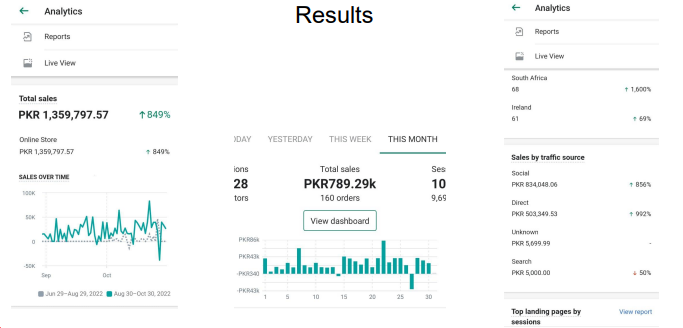 Results
Analytics
Reports
Live View
Total sales
PKR 1,359,797.57 ↑849%
Online Store
PKR 1,359,797.57 ↑ 849%
SALES OVER TIME
100K
50K
0
-50K
Sep Oct
Jun 29–Aug 29, 2022 Aug 30–Oct 30, 2022
ODAY YESTERDAY THIS WEEK THIS MONTH
ions Total sales Ses
28 PKR789.29k 10
tors 160 orders 9,69
View dashboard
PKR86k
PKR43k
-PKR340
-PKR43k
1 5 10 15 20 25 30
Analytics
Reports
Live View
South Africa
68 ↑ 1,600%
Ireland
61 ↑ 69%
Sales by traffic source
Social
PKR 834,048.06 ↑ 856%
Direct
PKR 503,349.53 ↑ 992%
Unknown
PKR 5,699.99 -
Search
PKR 5,000.00 ↓ 50%
Top landing pages by View report
sessions